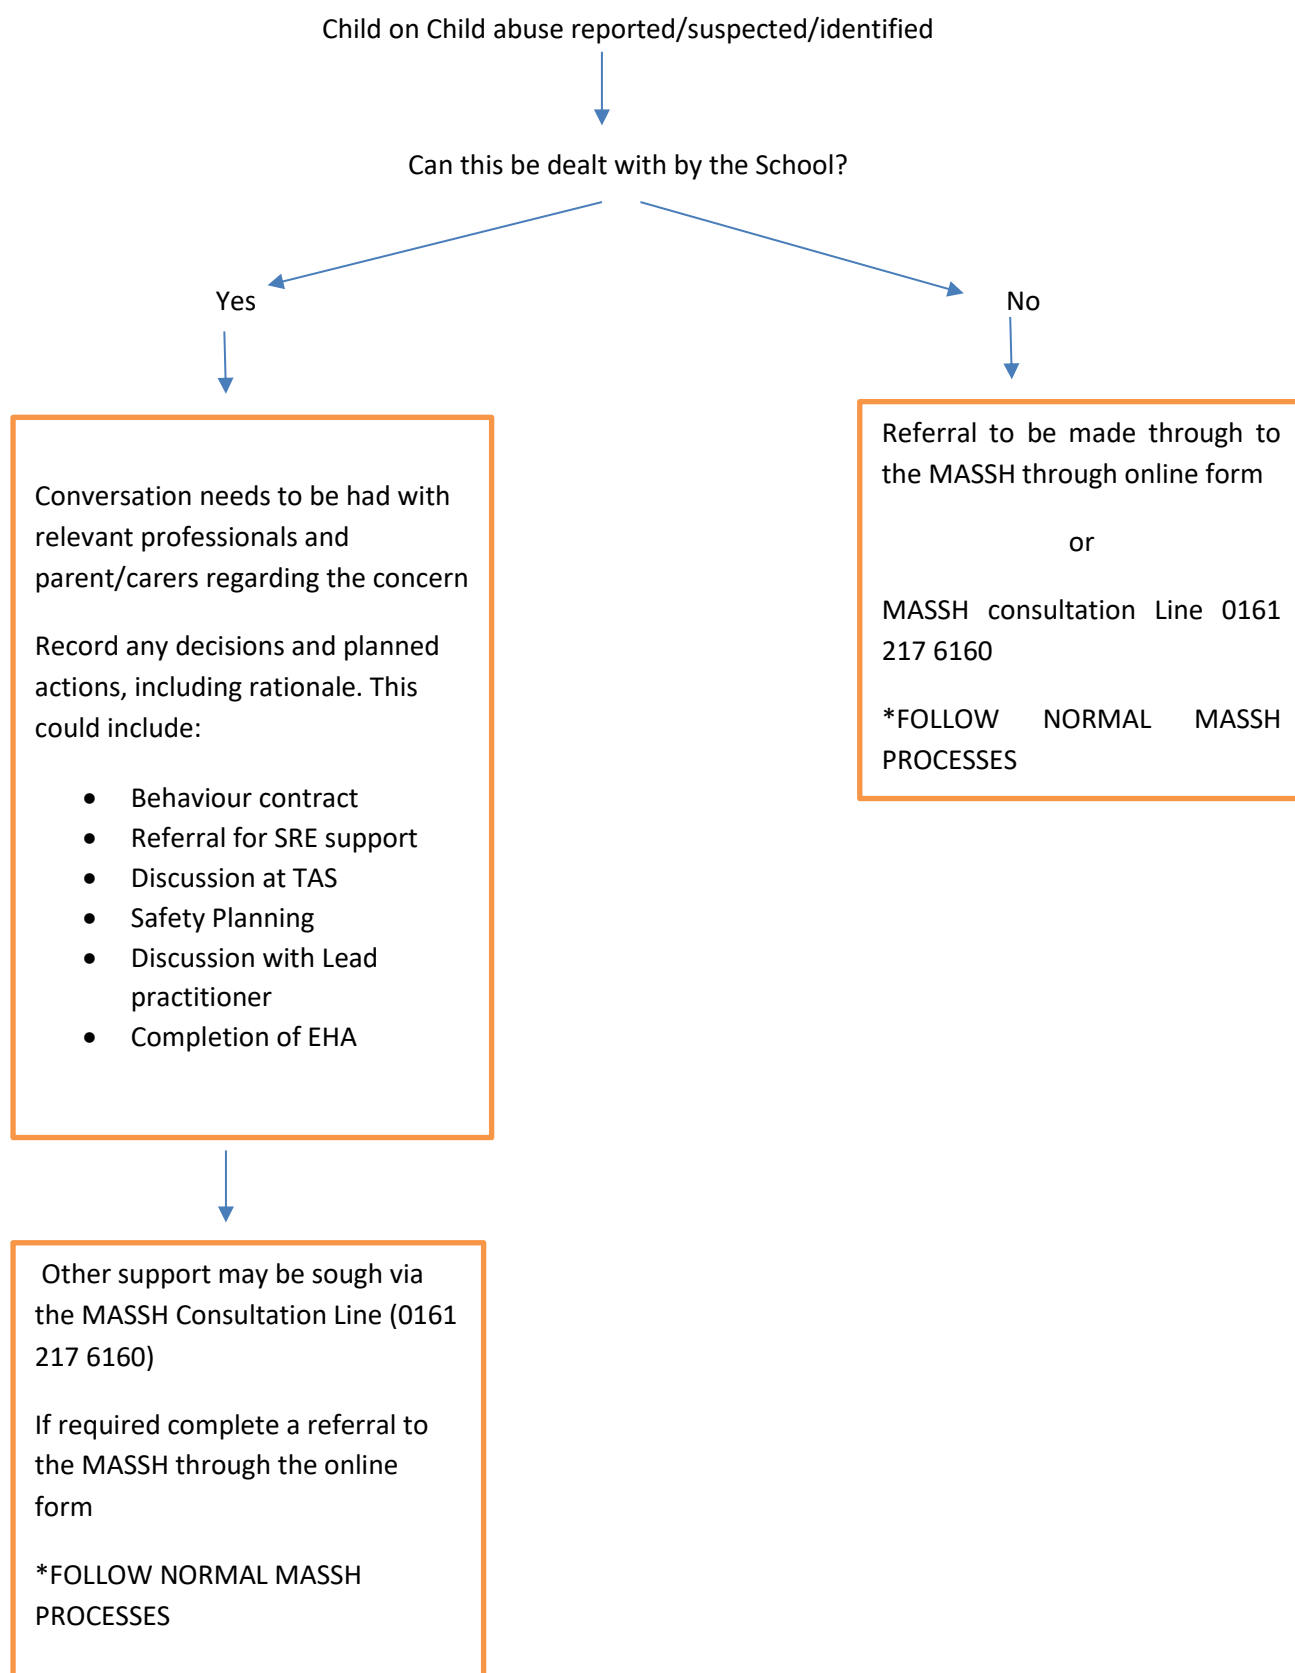 Child on Child abuse reported/suspected/identified
Can this be dealt with by the School?
Yes
No
Conversation needs to be had with
relevant professionals and
parent/carers regarding the concern
Record any decisions and planned
actions, including rationale. This
could include:
• Behaviour contract
• Referral for SRE support
• Discussion at TAS
• Safety Planning
• Discussion with Lead
practitioner
• Completion of EHA
Referral to be made through to
the MASSH through online form
or
MASSH consultation Line 0161
217 6160
*FOLLOW NORMAL MASSH
PROCESSES
Other support may be sough via
the MASSH Consultation Line (0161
217 6160)
If required complete a referral to
the MASSH through the online
form
*FOLLOW NORMAL MASSH
PROCESSES